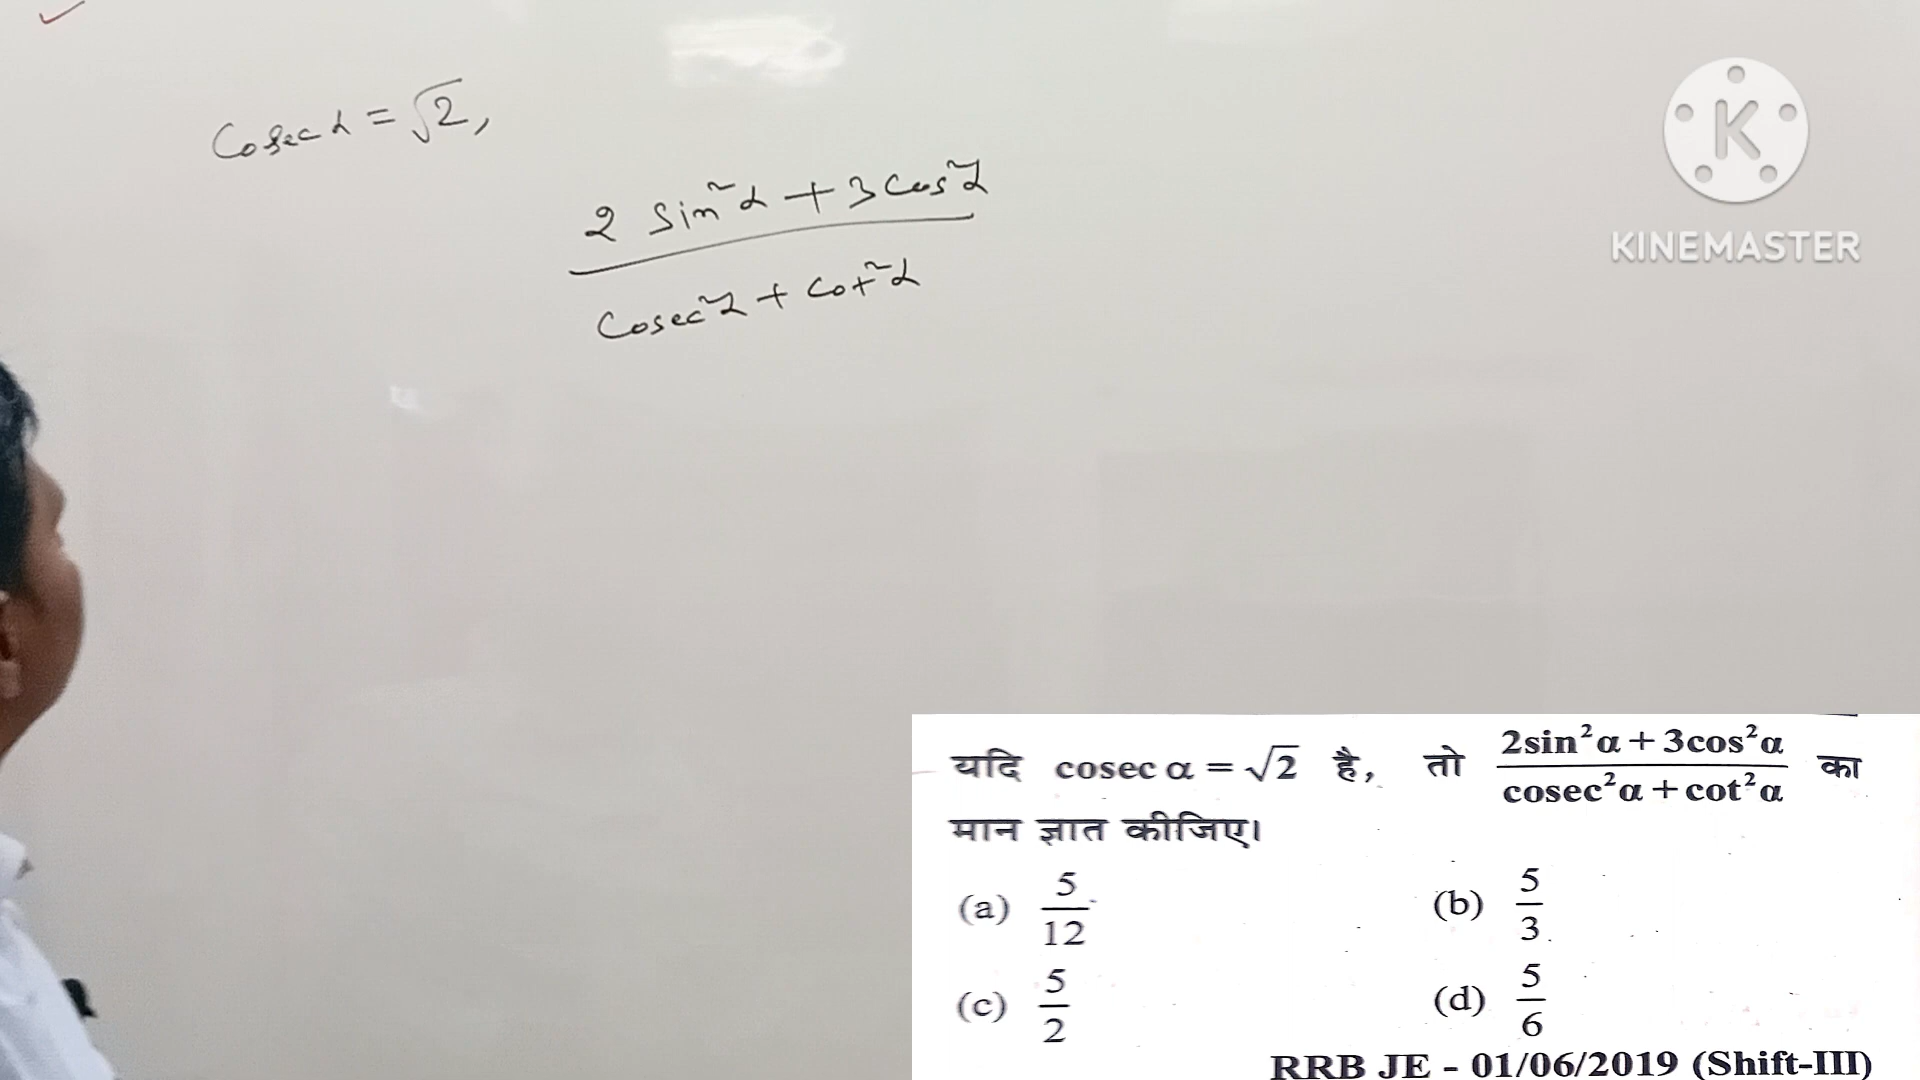 Cosec α = √2,
2 sin²α + 3 cos²α
cosec²α + cot²α
KINEMASTER
यदि cosec α = √2 है, तो 2sin²α + 3cos²α / cosec²α + cot²α का
मान ज्ञात कीजिए।
(a) 5/12 (b) 5/3
(c) 5/2 (d) 5/6
RRB JE - 01/06/2019 (Shift-III)